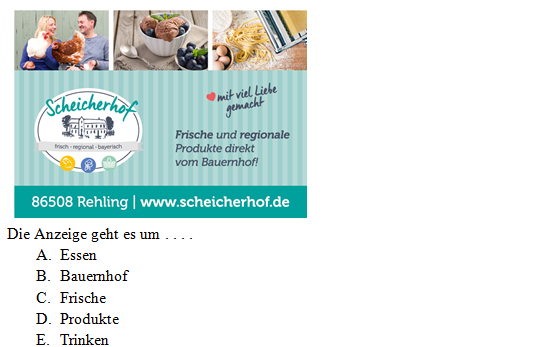 Scheicherhof
frisch · regional · bayerisch
mit viel Liebe
gemacht
Frische und regionale
Produkte direkt
vom Bauernhof!
86508 Rehling | www.scheicherhof.de
Die Anzeige geht es um . . . .
A. Essen
B. Bauernhof
C. Frische
D. Produkte
E. Trinken